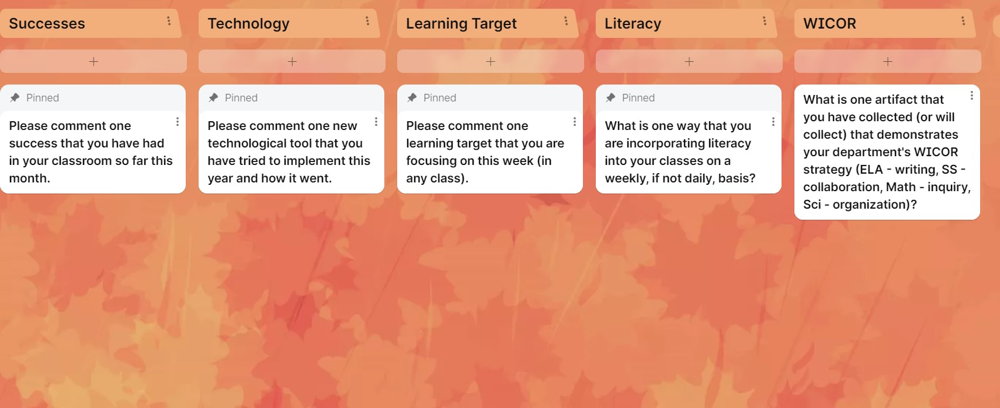 Successes
Technology
Learning Target
Literacy
WICOR
Pinned
Please comment one
success that you have had
in your classroom so far this
month.
Pinned
Please comment one new
technological tool that you
have tried to implement this
year and how it went.
Pinned
Please comment one
learning target that you are
focusing on this week (in
any class).
Pinned
What is one way that you
are incorporating literacy
into your classes on a
weekly, if not daily, basis?
What is one artifact that
you have collected (or will
collect) that demonstrates
your department's WICOR
strategy (ELA - writing, SS -
collaboration, Math - inquiry,
Sci - organization)?